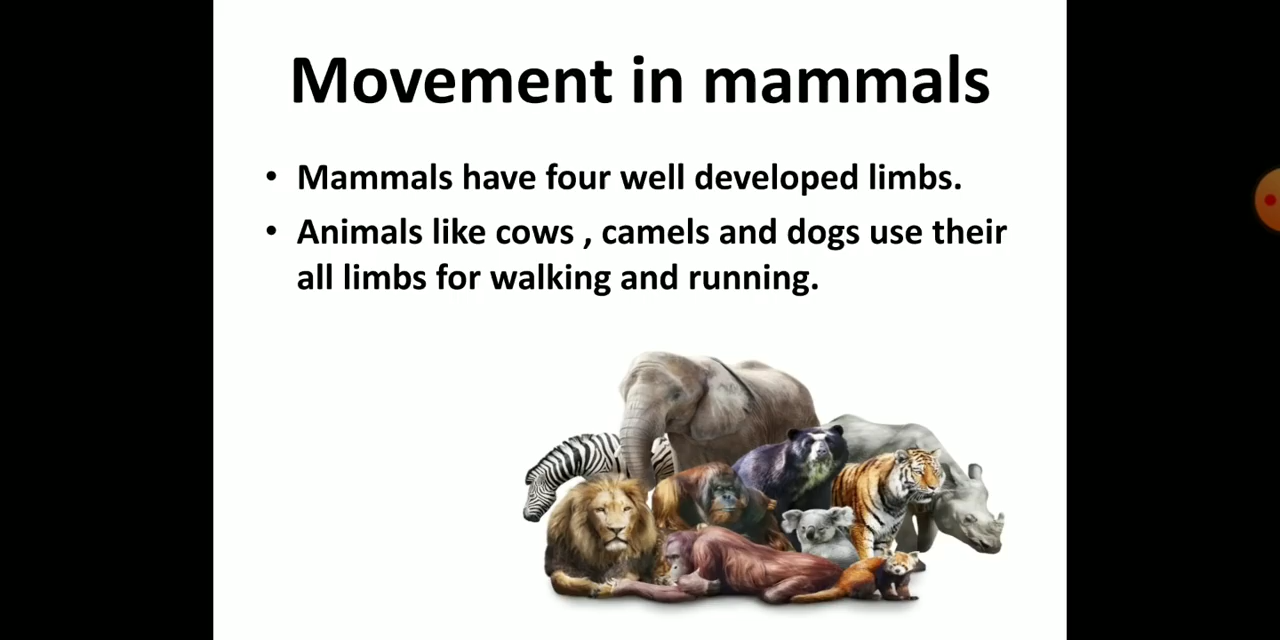 Movement in mammals
• Mammals have four well developed limbs.
• Animals like cows , camels and dogs use their
all limbs for walking and running.